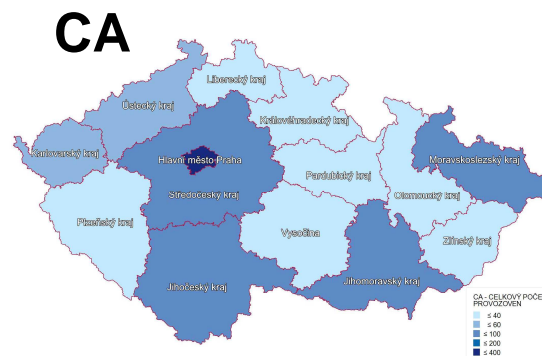 CA
Liberecký kraj
Ústecký kraj
Královéhradecký kraj
Karlovarský kraj
Hlavní město Praha
Moravskoslezský kraj
Pardubický kraj
Středočeský kraj
Olomoucký kraj
Plzeňský kraj
Vysočina
Zlínský kraj
Jihočeský kraj
Jihomoravský kraj
CA - CELKOVÝ POČE
PROVOZOVEN
≤ 40
≤ 60
≤ 100
≤ 200
≤ 400